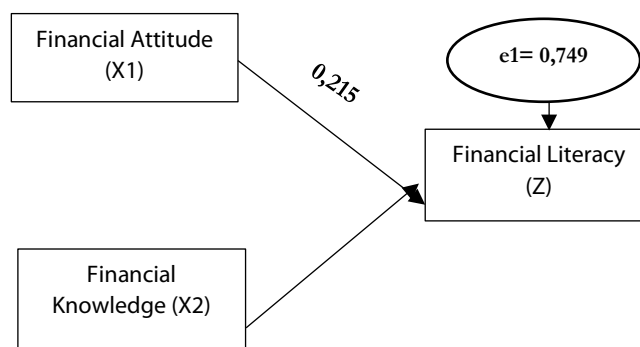 Financial Attitude
(X1)
0,215
e1= 0,749
Financial Literacy
(Z)
Financial
Knowledge (X2)